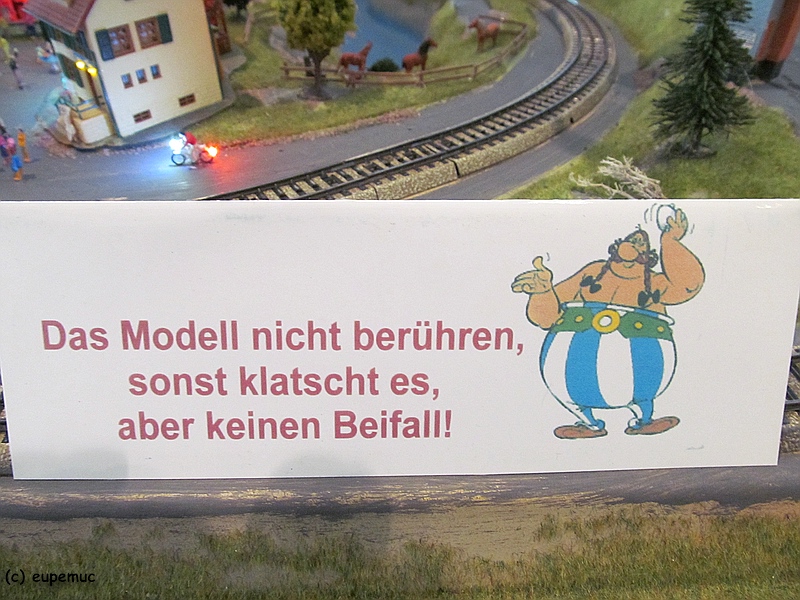 Das Modell nicht berühren,
sonst klatscht es,
aber keinen Beifall!
(c) eupemuc